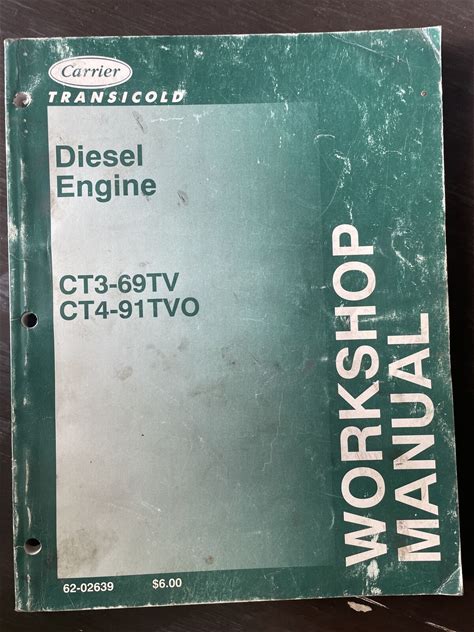 Carrier
TRANSICOLD
Diesel
Engine
CT3-69TV
CT4-91TVO
WORKSHOP
MANUAL
62-02639 $6.00